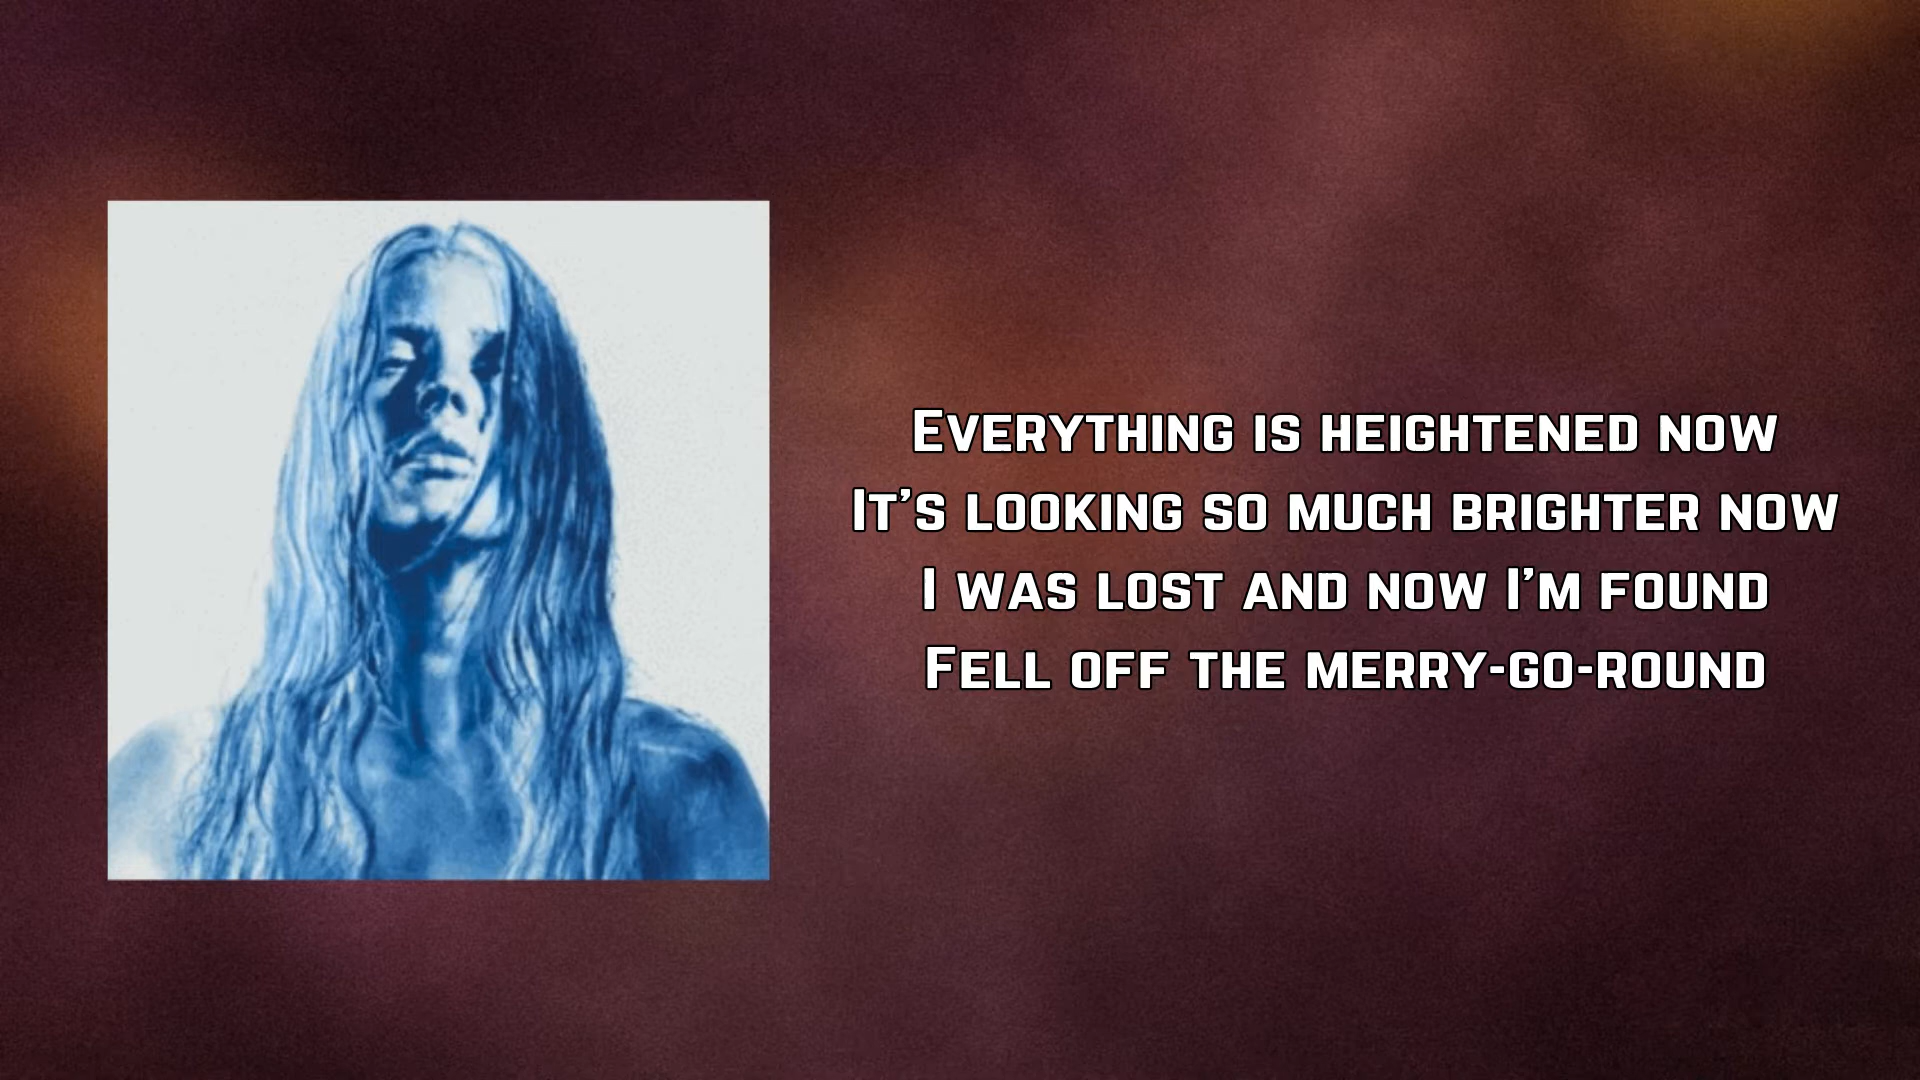 Everything is heightened now
It’s looking so much brighter now
I was lost and now I’m found
Fell off the merry-go-round